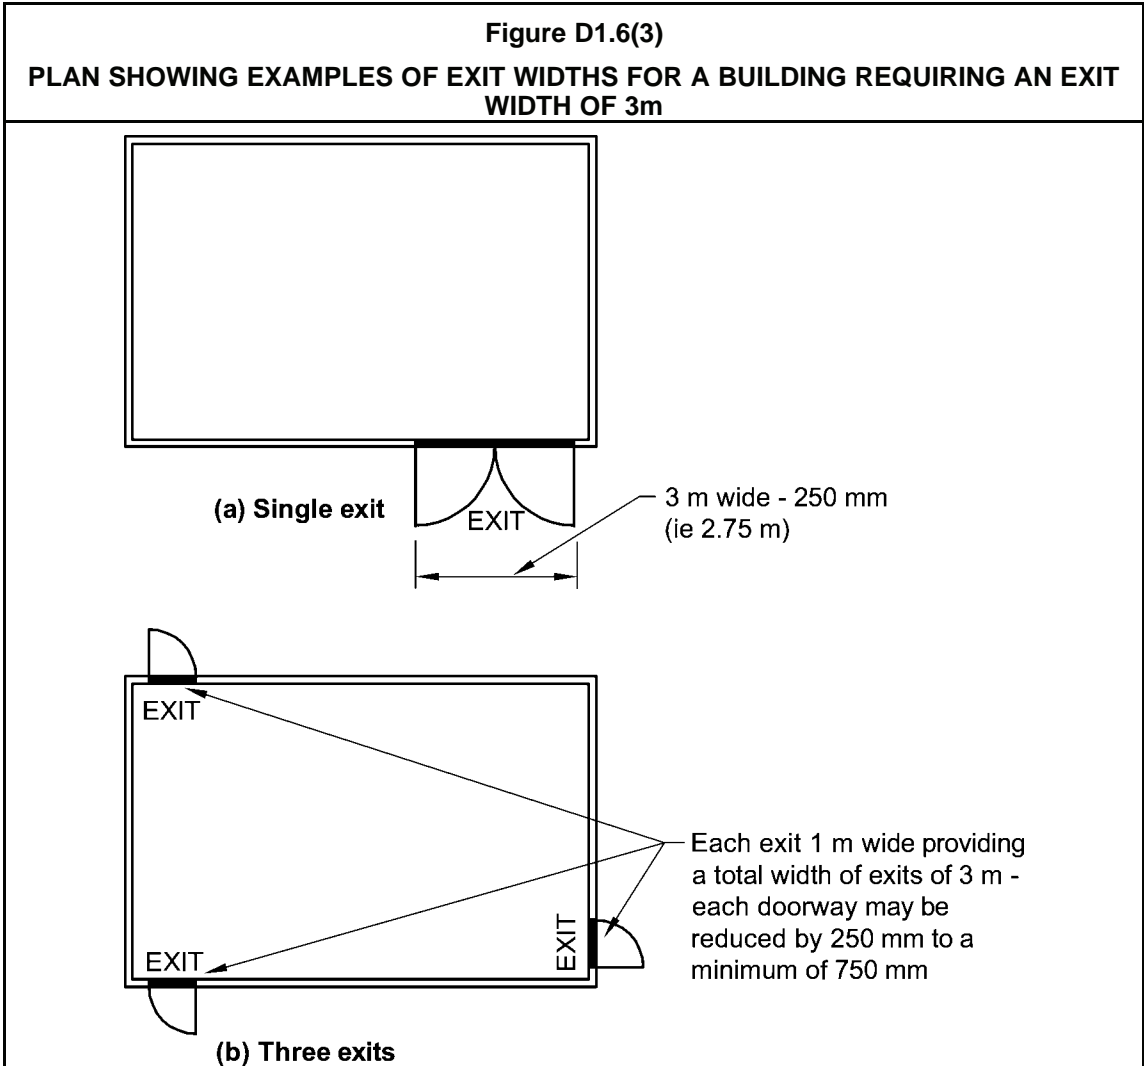 Figure D1.6(3)
PLAN SHOWING EXAMPLES OF EXIT WIDTHS FOR A BUILDING REQUIRING AN EXIT
WIDTH OF 3m
(a) Single exit
EXIT
3 m wide - 250 mm
(ie 2.75 m)
EXIT
EXIT
EXIT
Each exit 1 m wide providing
a total width of exits of 3 m -
each doorway may be
reduced by 250 mm to a
minimum of 750 mm
(b) Three exits